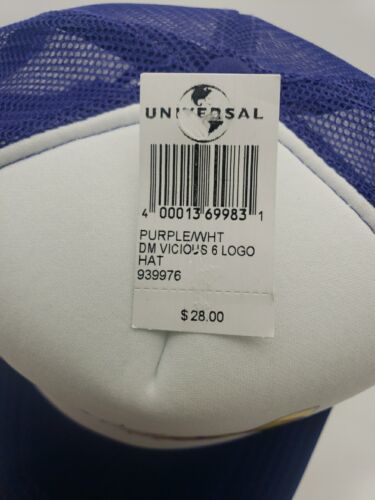 UNIVERSAL
4 00013 69983 1
PURPLE/WHT
DM VICIOUS 6 LOGO
HAT
939976
$28.00